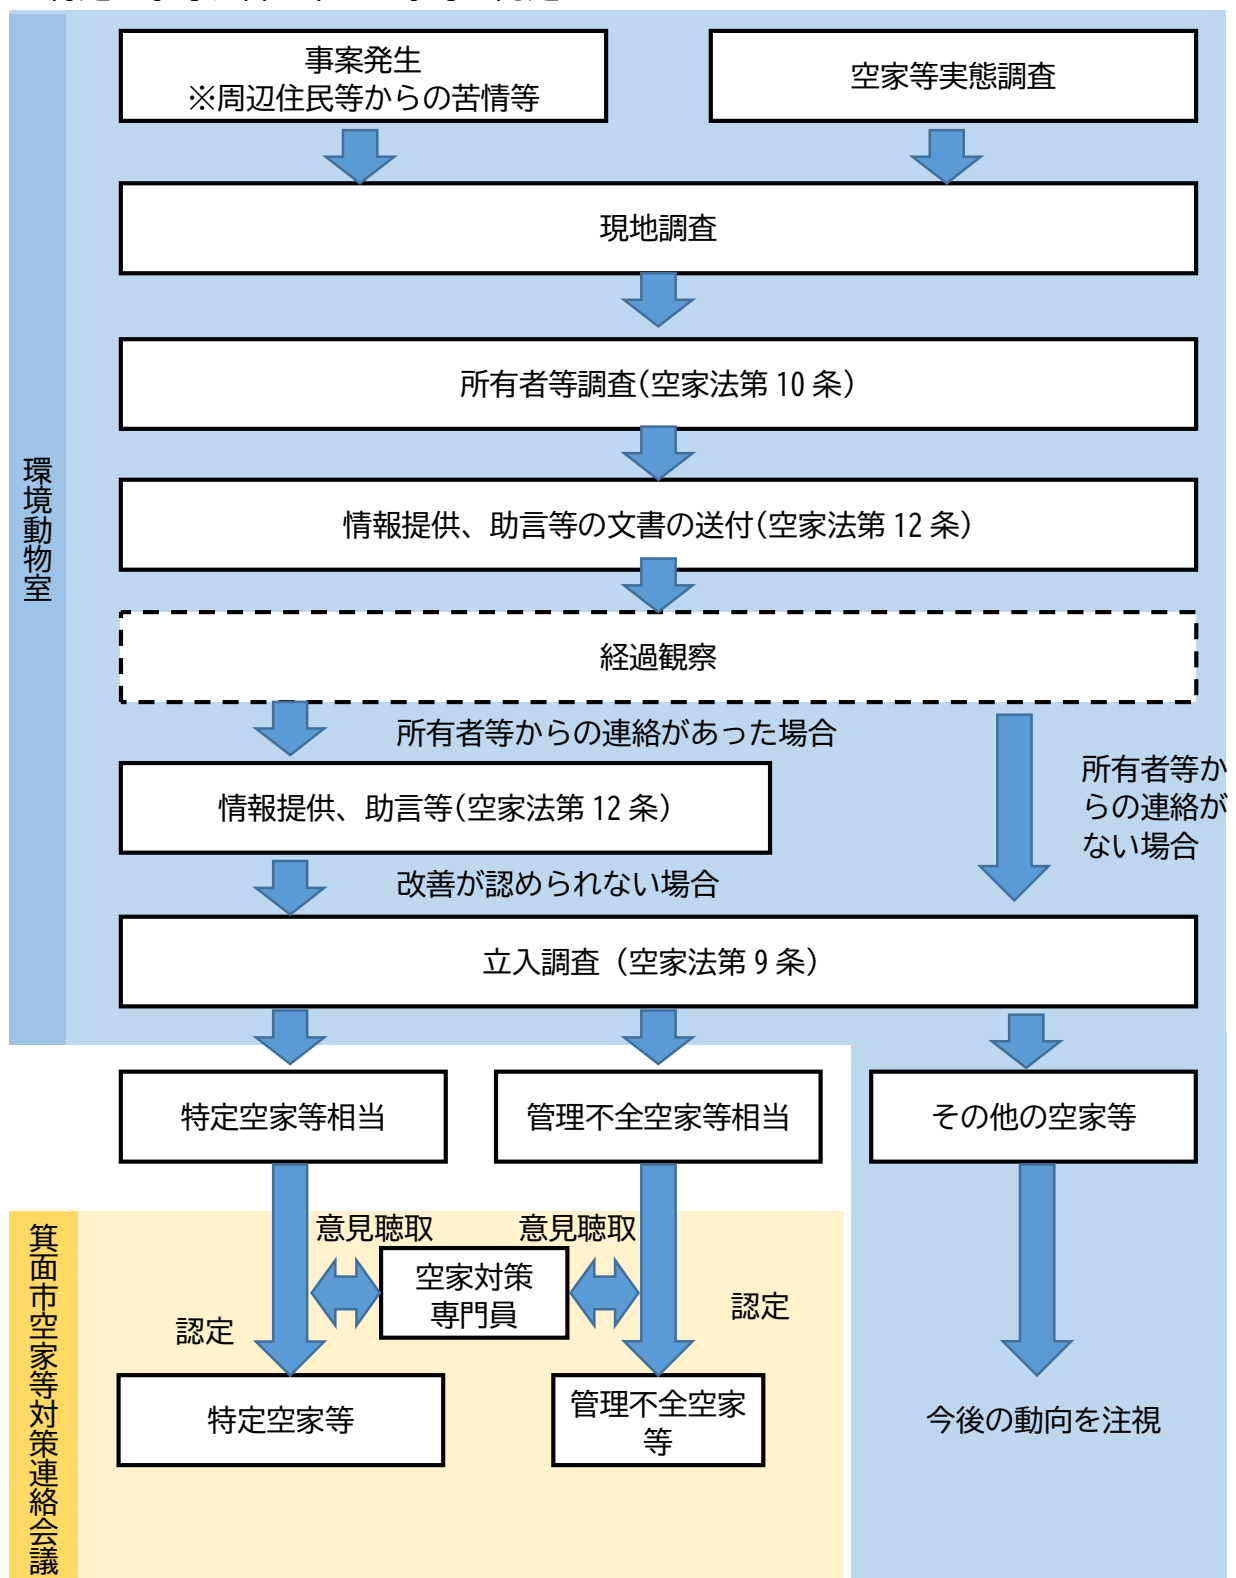 事案発生
※周辺住民等からの苦情等
空家等実態調査
現地調査
所有者等調査(空家法第10条)
情報提供、助言等の文書の送付(空家法第12条)
経過観察
所有者等からの連絡があった場合
所有者等か
らの連絡が
ない場合
情報提供、助言等(空家法第12条)
改善が認められない場合
立入調査(空家法第9条)
環境動物室
特定空家等相当
管理不全空家等相当
その他の空家等
意見聴取
意見聴取
空家対策
専門員
認定
認定
特定空家等
管理不全空家
等
今後の動向を注視
箕面市空家等対策連絡会議